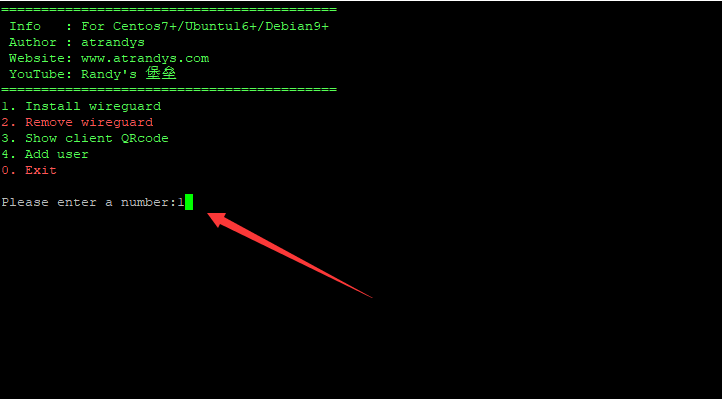 ==========================================
Info   : For Centos7+/Ubuntu16+/Debian9+
Author : atrandys
Website: www.atrandys.com
YouTube: Randy's 堡垒
==========================================
1. Install wireguard
2. Remove wireguard
3. Show client QRcode
4. Add user
0. Exit
Please enter a number:1